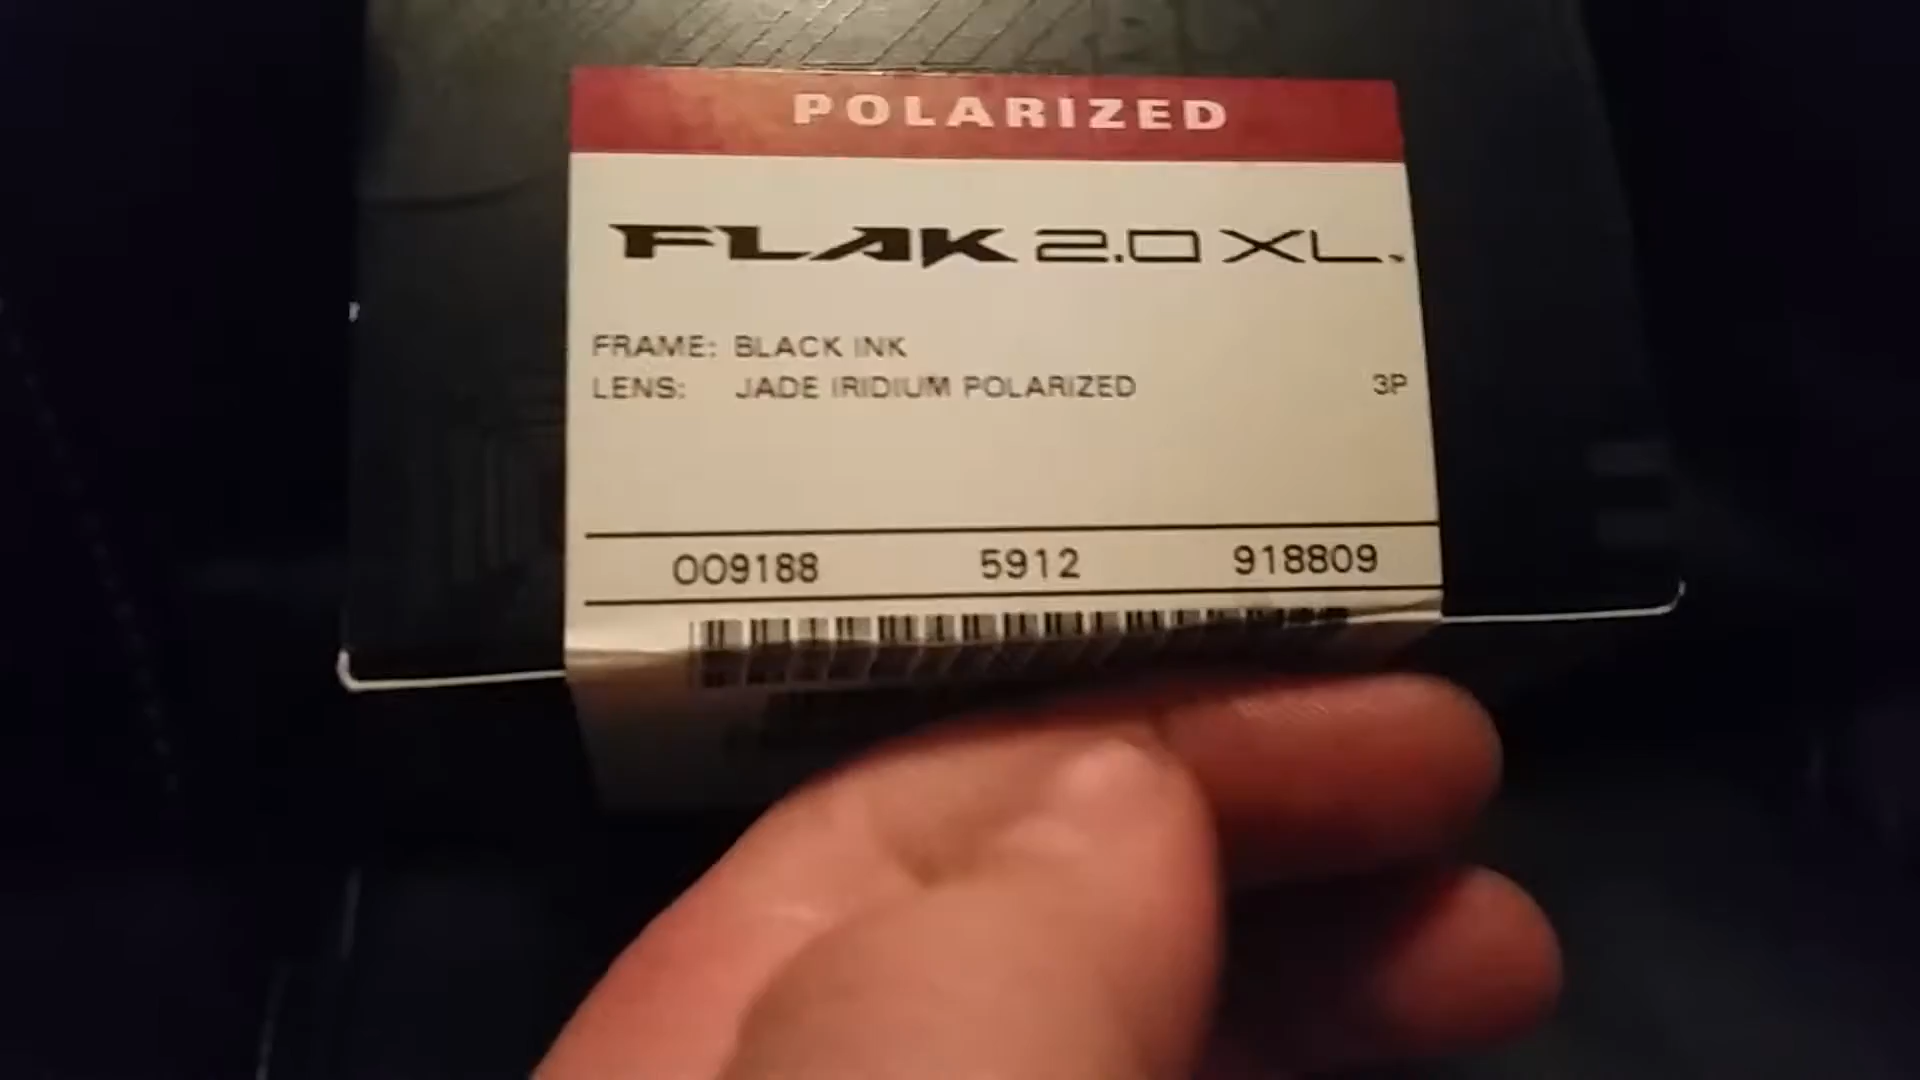 POLARIZED
FLAK 2.0 XL
FRAME: BLACK INK
LENS: JADE IRIDIUM POLARIZED 3P
OO9188 5912 918809